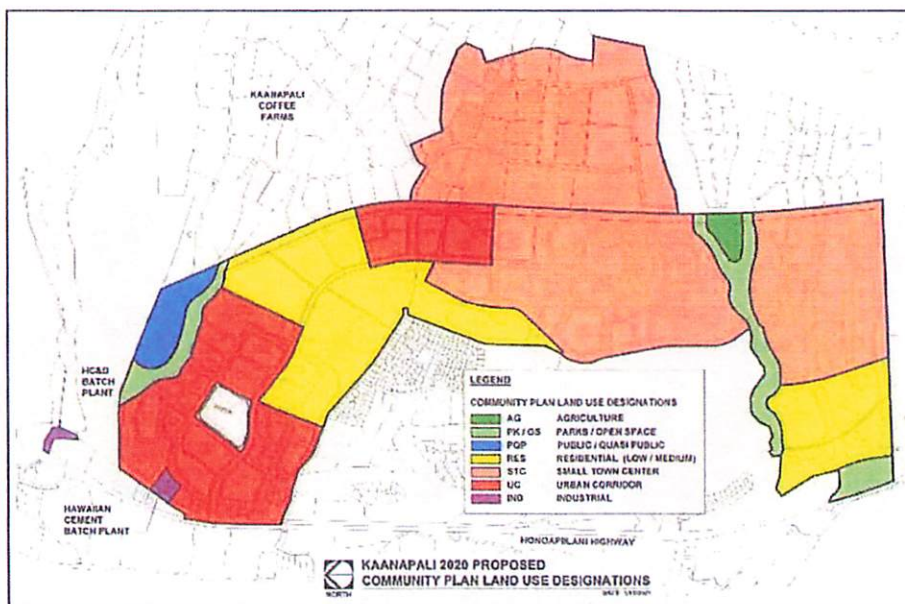 KAANAPALI
COFFEE
FARMS
HC&D
BATCH
PLANT
HAWAIIAN
CEMENT
BATCH PLANT
LEGEND
COMMUNITY PLAN LAND USE DESIGNATIONS
AG AGRICULTURE
PK / OS PARKS / OPEN SPACE
PQP PUBLIC / QUASI PUBLIC
RES RESIDENTIAL (LOW / MEDIUM)
STC SMALL TOWN CENTER
UC URBAN CORRIDOR
IND INDUSTRIAL
HONOAPIILANI HIGHWAY
NORTH
KAANAPALI 2020 PROPOSED
COMMUNITY PLAN LAND USE DESIGNATIONS